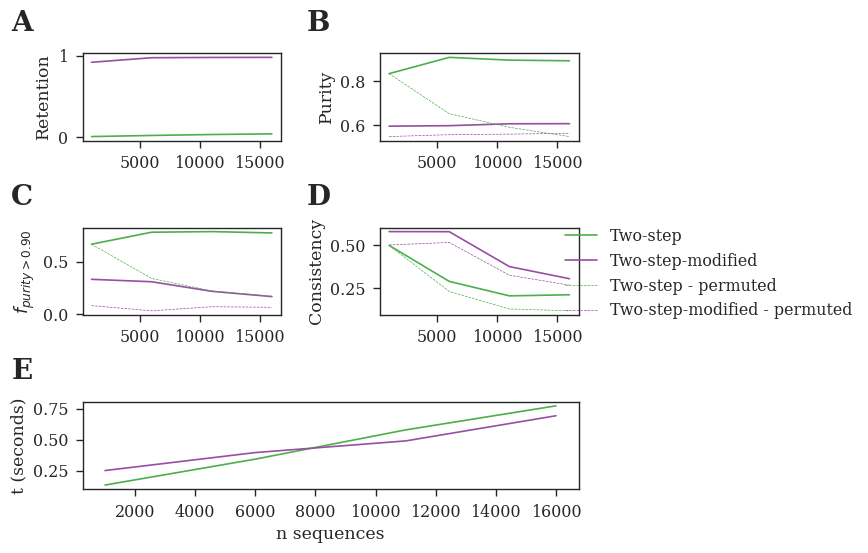 A
B
Retention
1
0
5000
10000
15000
Purity
0.8
0.6
5000
10000
15000
C
D
f_{purity > 0.90}
0.5
0.0
5000
10000
15000
Consistency
0.50
0.25
5000
10000
15000
Two-step
Two-step-modified
Two-step - permuted
Two-step-modified - permuted
E
t (seconds)
0.75
0.50
0.25
2000
4000
6000
8000
10000
12000
14000
16000
n sequences